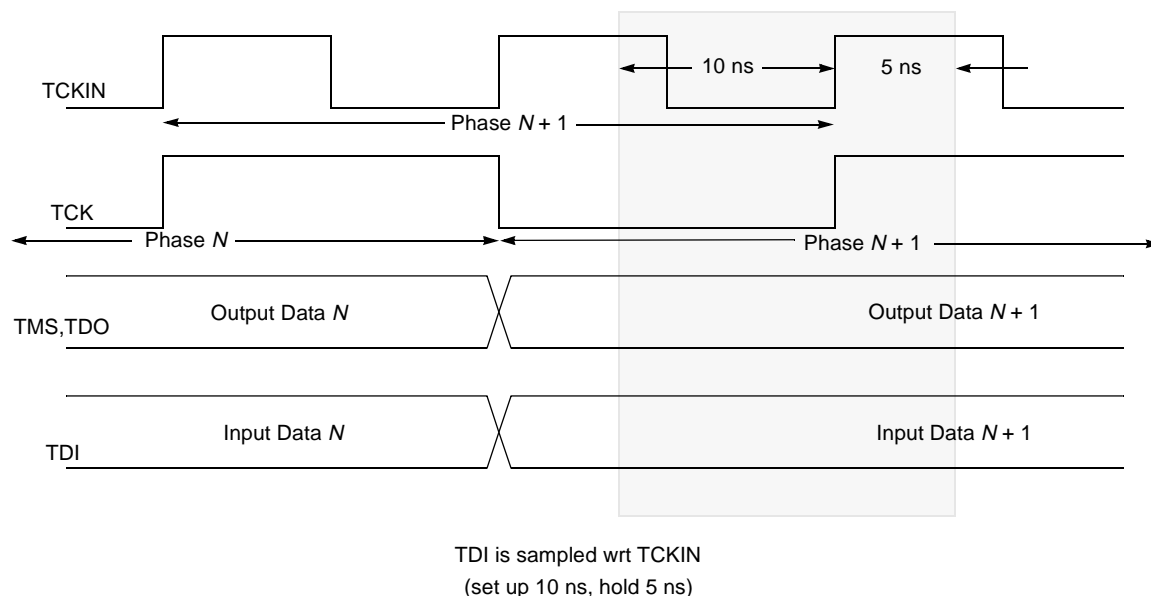 10 ns
5 ns
TCKIN
Phase N + 1
TCK
Phase N
Phase N + 1
Output Data N
Output Data N + 1
TMS,TDO
Input Data N
Input Data N + 1
TDI
TDI is sampled wrt TCKIN
(set up 10 ns, hold 5 ns)